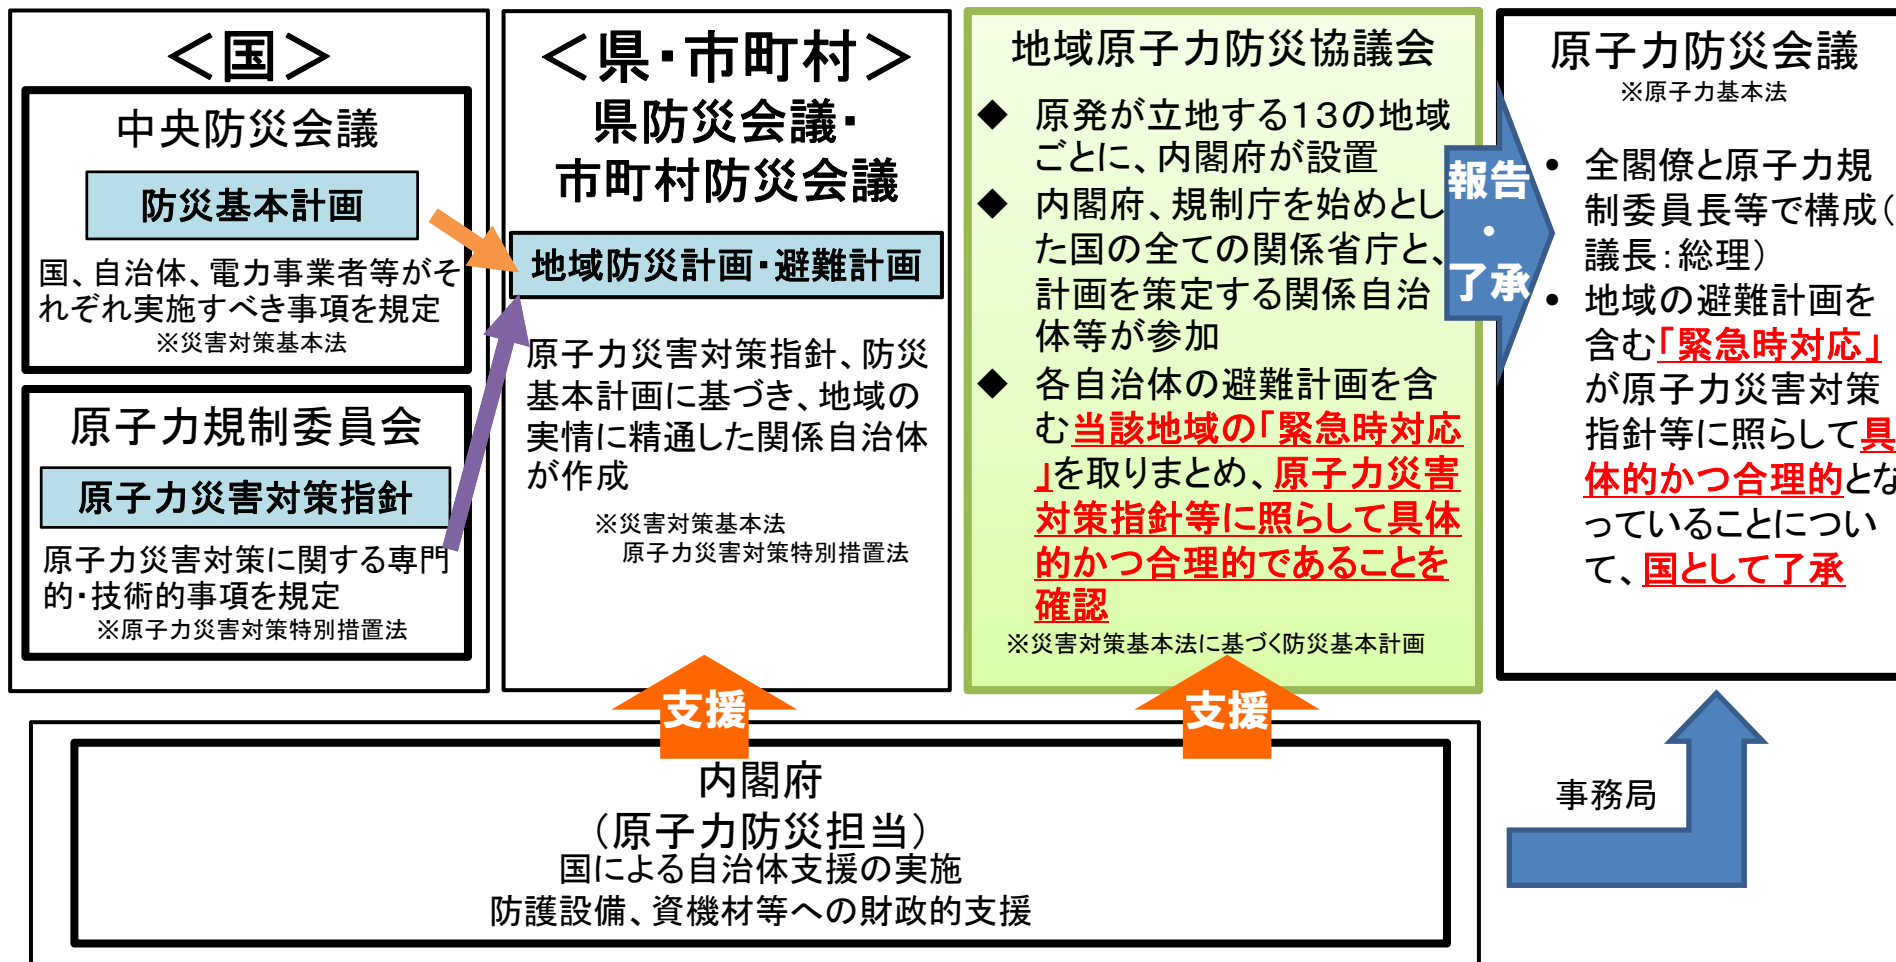 ＜国＞
中央防災会議
防災基本計画
国、自治体、電力事業者等がそ
れぞれ実施すべき事項を規定
※災害対策基本法
原子力規制委員会
原子力災害対策指針
原子力災害対策に関する専門
的・技術的事項を規定
※原子力災害対策特別措置法
＜県・市町村＞
県防災会議・
市町村防災会議
地域防災計画・避難計画
原子力災害対策指針、防災
基本計画に基づき、地域の
実情に精通した関係自治体
が作成
※災害対策基本法
原子力災害対策特別措置法
地域原子力防災協議会
◆ 原発が立地する１３の地域
ごとに、内閣府が設置
◆ 内閣府、規制庁を始めとし
た国の全ての関係省庁と、
計画を策定する関係自治
体等が参加
◆ 各自治体の避難計画を含
む当該地域の「緊急時対応
」を取りまとめ、原子力災害
対策指針等に照らして具体
的かつ合理的であることを
確認
※災害対策基本法に基づく防災基本計画
報告
・
了承
原子力防災会議
※原子力基本法
• 全閣僚と原子力規
制委員長等で構成（
議長：総理）
• 地域の避難計画を
含む「緊急時対応」
が原子力災害対策
指針等に照らして具
体的かつ合理的とな
っていることについ
て、国として了承
支援
支援
内閣府
（原子力防災担当）
国による自治体支援の実施
防護設備、資機材等への財政的支援
事務局